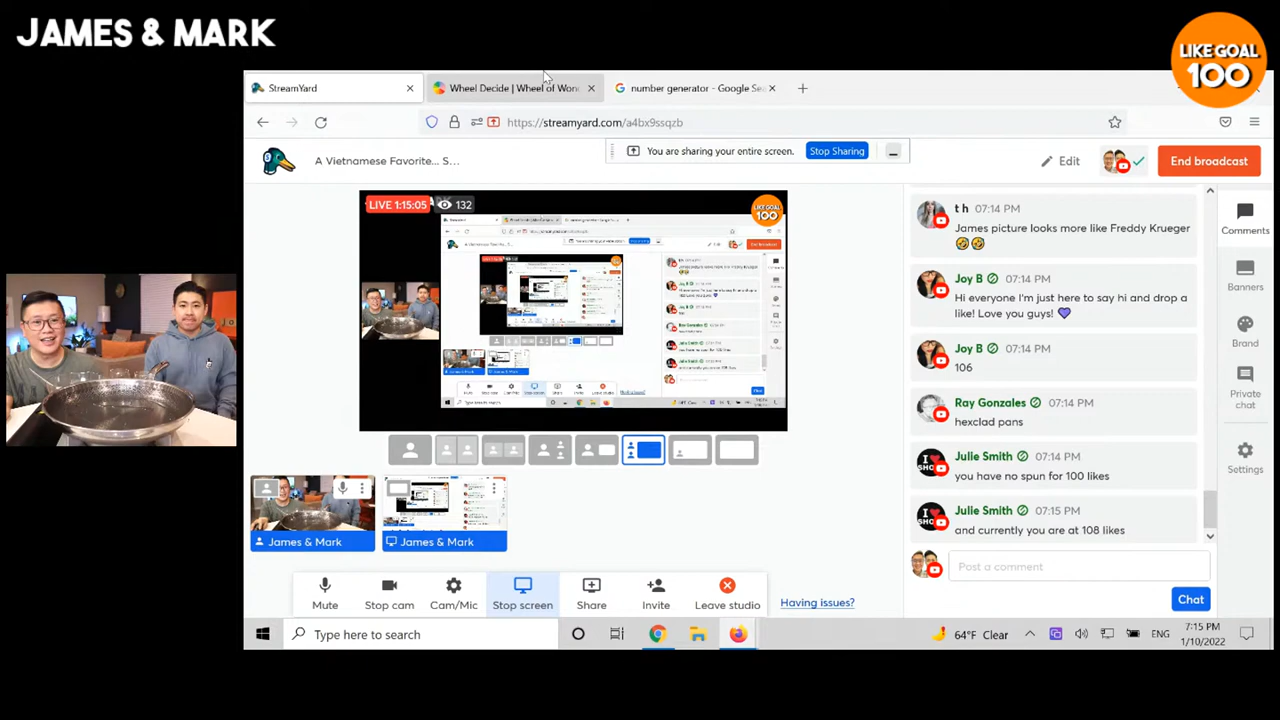 JAMES & MARK
LIKE GOAL
100
StreamYard
Wheel Decide | Wheel of Won
number generator - Google Se
https://streamyard.com/a4bx9ssqzb
You are sharing your entire screen.
Stop Sharing
A Vietnamese Favorite... S...
Edit
End broadcast
LIVE 1:15:05
132
LIKE GOAL
100
James & Mark
James & Mark
Mute
Stop cam
Cam/Mic
Stop screen
Share
Invite
Leave studio
Having issues?
t h 07:14 PM
mes picture looks more like Freddy Krueger
🤣🤣
Joy B 07:14 PM
Hi everyone I'm just here to say hi and drop a
like! Love you guys! 💜
Joy B 07:14 PM
106
Ray Gonzales 07:14 PM
hexclad pans
Julie Smith 07:14 PM
you have no spun for 100 likes
Julie Smith 07:15 PM
and currently you are at 108 likes
Post a comment
Chat
Comments
Banners
Brand
Private
chat
Settings
Type here to search
64°F Clear
ENG
7:15 PM
1/10/2022